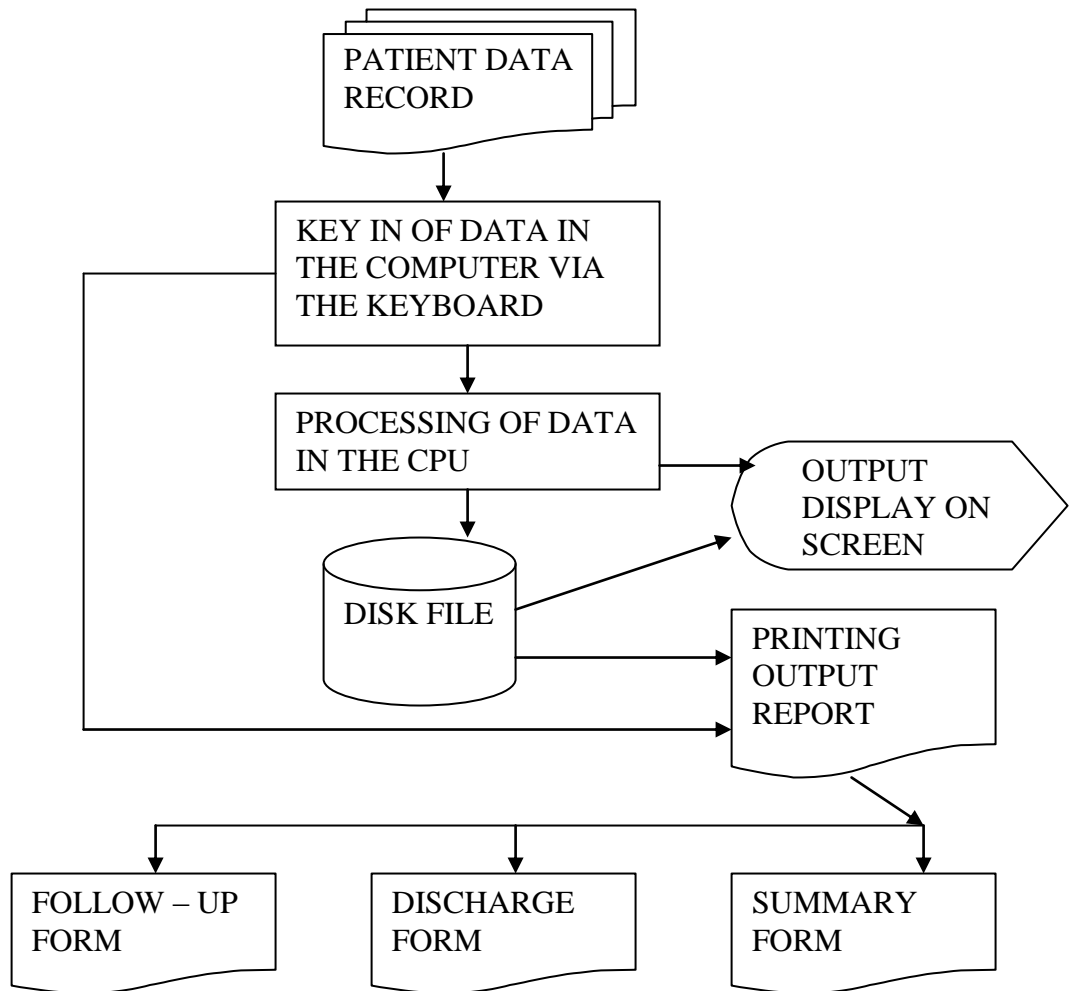 PATIENT DATA
RECORD
KEY IN OF DATA IN
THE COMPUTER VIA
THE KEYBOARD
PROCESSING OF DATA
IN THE CPU
OUTPUT
DISPLAY ON
SCREEN
DISK FILE
PRINTING
OUTPUT
REPORT
FOLLOW – UP
FORM
DISCHARGE
FORM
SUMMARY
FORM